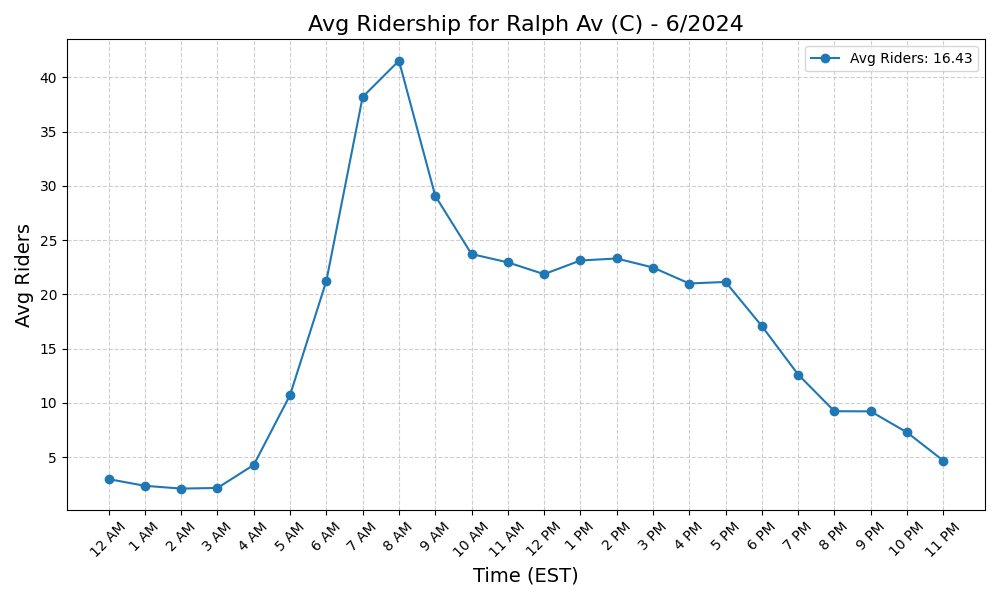 Avg Ridership for Ralph Av (C) - 6/2024
Avg Riders: 16.43
Avg Riders
40
35
30
25
20
15
10
5
12 AM
1 AM
2 AM
3 AM
4 AM
5 AM
6 AM
7 AM
8 AM
9 AM
10 AM
11 AM
12 PM
1 PM
2 PM
3 PM
4 PM
5 PM
6 PM
7 PM
8 PM
9 PM
10 PM
11 PM
Time (EST)